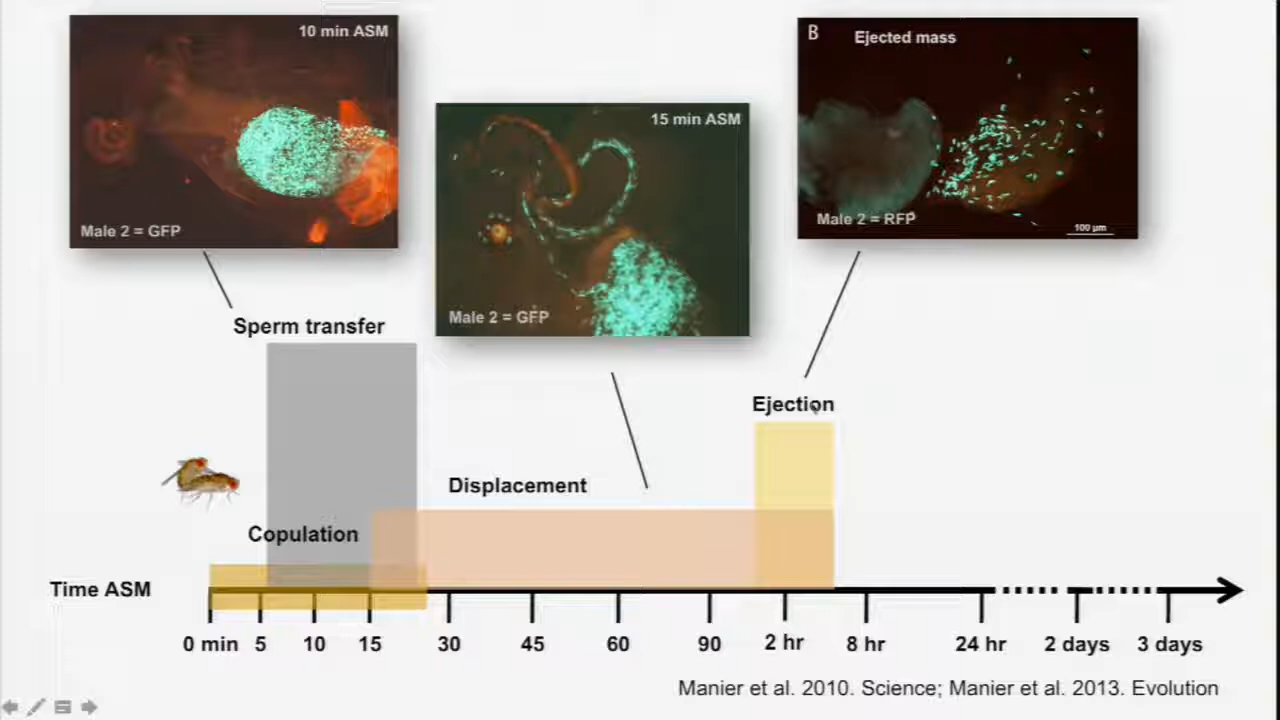 10 min ASM
Male 2 = GFP
15 min ASM
Male 2 = GFP
B
Ejected mass
Male 2 = RFP
100 µm
Sperm transfer
Ejection
Displacement
Copulation
Time ASM
0 min 5 10 15 30 45 60 90 2 hr 8 hr 24 hr 2 days 3 days
Manier et al. 2010. Science; Manier et al. 2013. Evolution